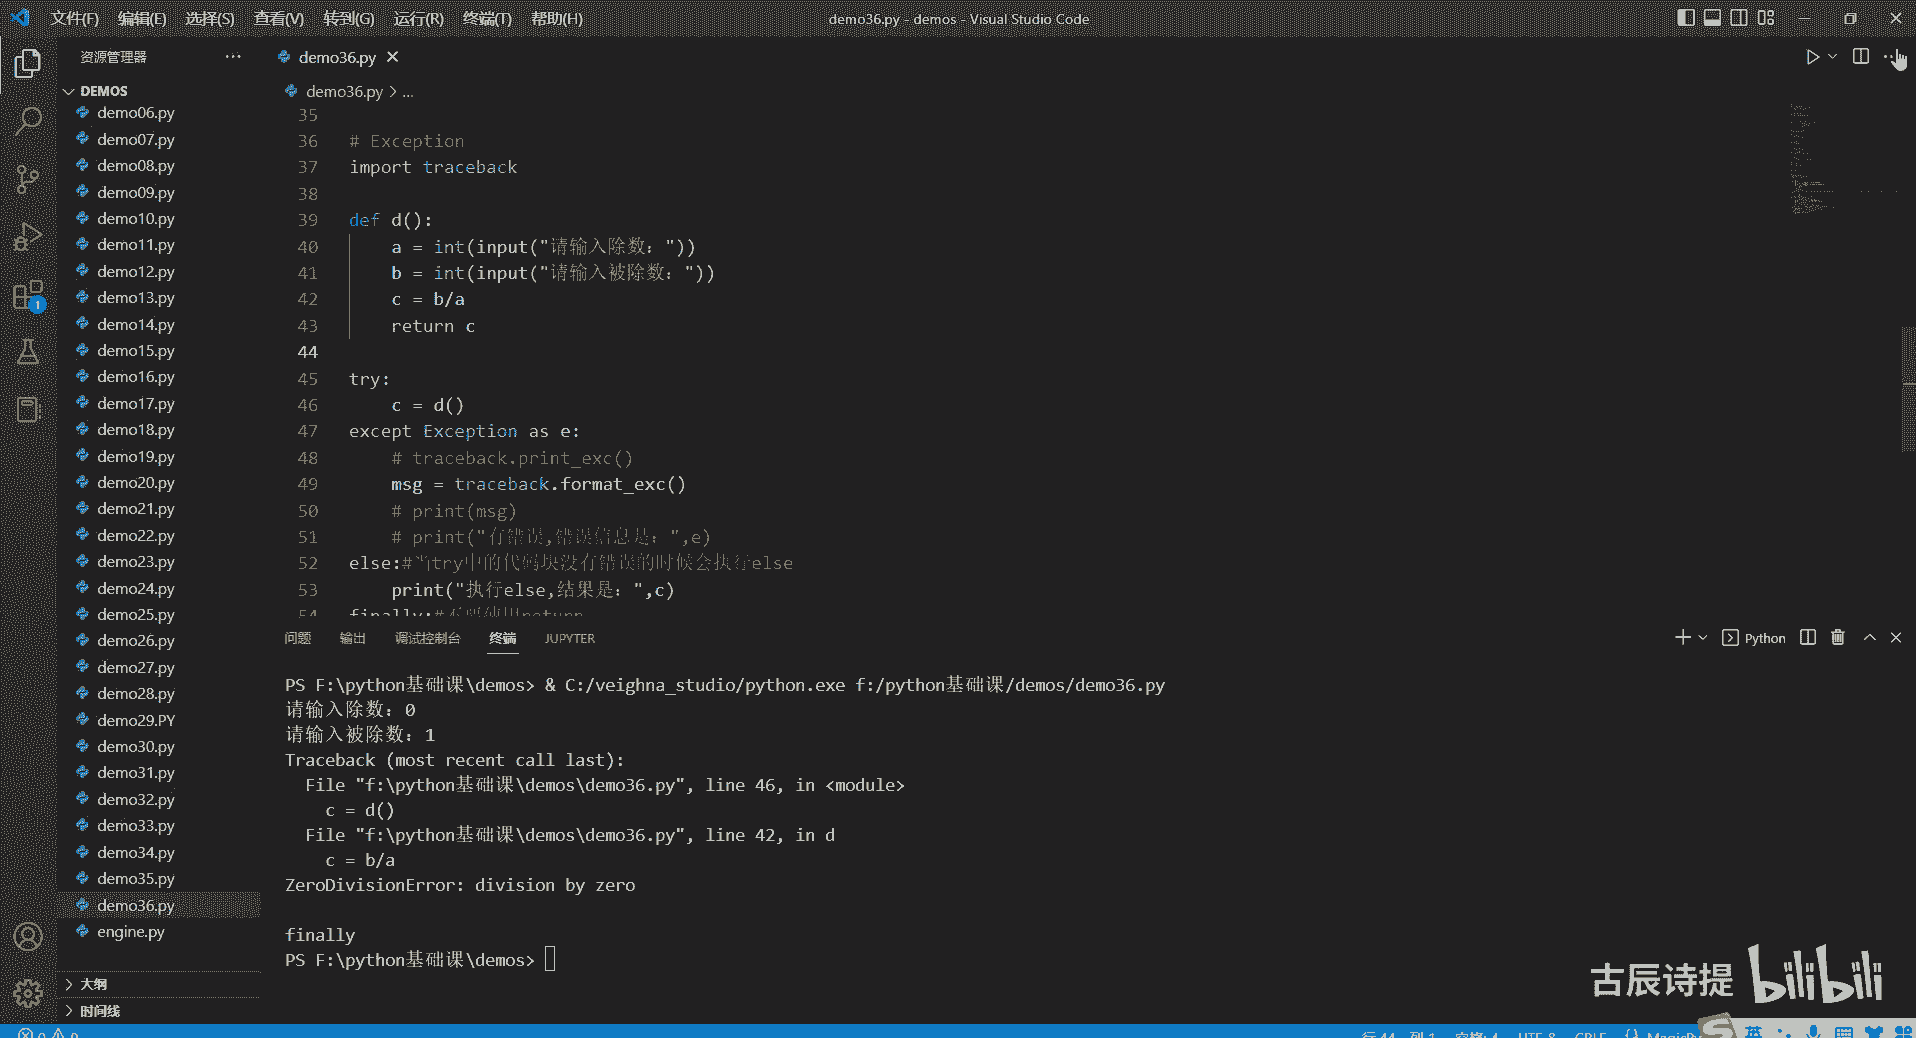 文件(F) 编辑(E) 选择(S) 查看(V) 转到(G) 运行(R) 终端(T) 帮助(H)
demo36.py - demos - Visual Studio Code
资源管理器
DEMOS
demo06.py
demo07.py
demo08.py
demo09.py
demo10.py
demo11.py
demo12.py
demo13.py
demo14.py
demo15.py
demo16.py
demo17.py
demo18.py
demo19.py
demo20.py
demo21.py
demo22.py
demo23.py
demo24.py
demo25.py
demo26.py
demo27.py
demo28.py
demo29.PY
demo30.py
demo31.py
demo32.py
demo33.py
demo34.py
demo35.py
demo36.py
engine.py
大纲
时间线
demo36.py
demo36.py > ...
35
36 # Exception
37 import traceback
38
39 def d():
40 a = int(input("请输入除数："))
41 b = int(input("请输入被除数："))
42 c = b/a
43 return c
44
45 try:
46 c = d()
47 except Exception as e:
48 # traceback.print_exc()
49 msg = traceback.format_exc()
50 # print(msg)
51 # print("有错误,错误信息是：",e)
52 else:#当try中的代码块没有错误的时候会执行else
53 print("执行else,结果是：",c)
54 finally:#不要使用return
问题 输出 调试控制台 终端 JUPYTER
Python
PS F:\python基础课\demos> & C:/veighna_studio/python.exe f:/python基础课/demos/demo36.py
请输入除数：0
请输入被除数：1
Traceback (most recent call last):
File "f:\python基础课\demos\demo36.py", line 46, in <module>
c = d()
File "f:\python基础课\demos\demo36.py", line 42, in d
c = b/a
ZeroDivisionError: division by zero
finally
PS F:\python基础课\demos>
古辰诗提 bilibili
行 44, 列 1 空格: 4 UTF-8 CRLF
英